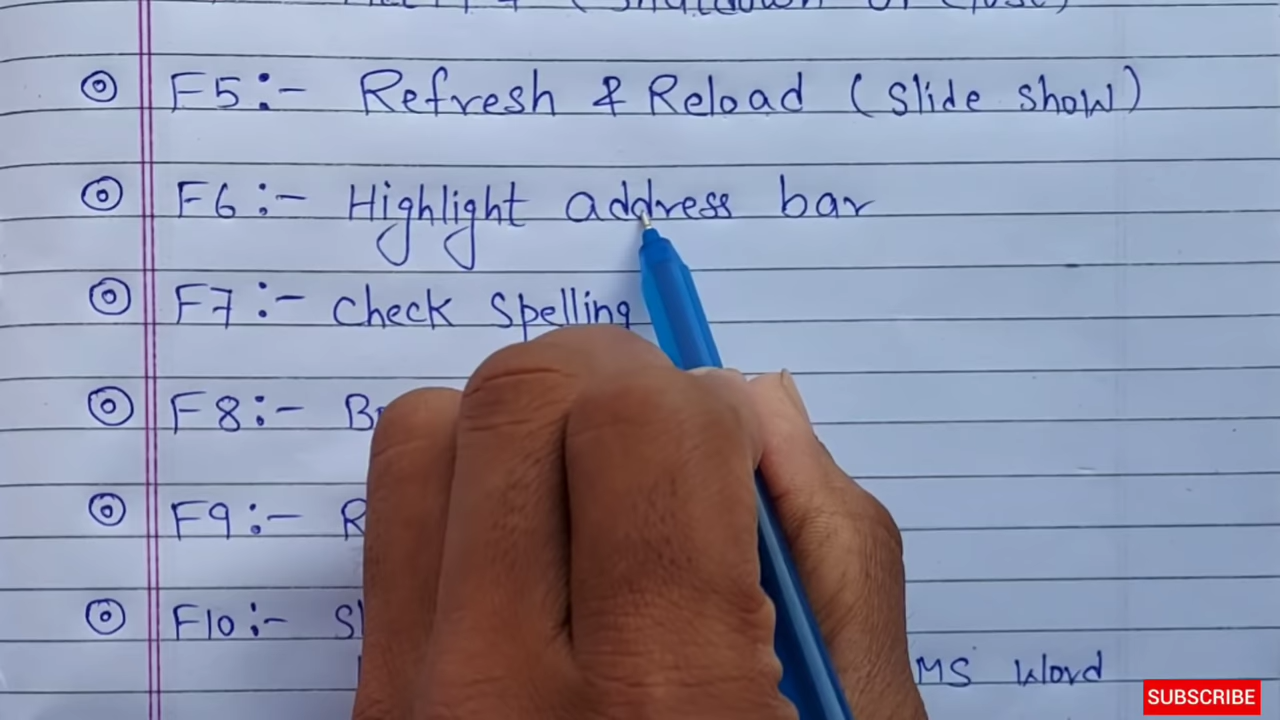 F5:- Refresh & Reload (Slide Show)
F6:- Highlight address bar
F7:- Check Spelling
F8:-
F9:-
F10:-
MS Word
SUBSCRIBE